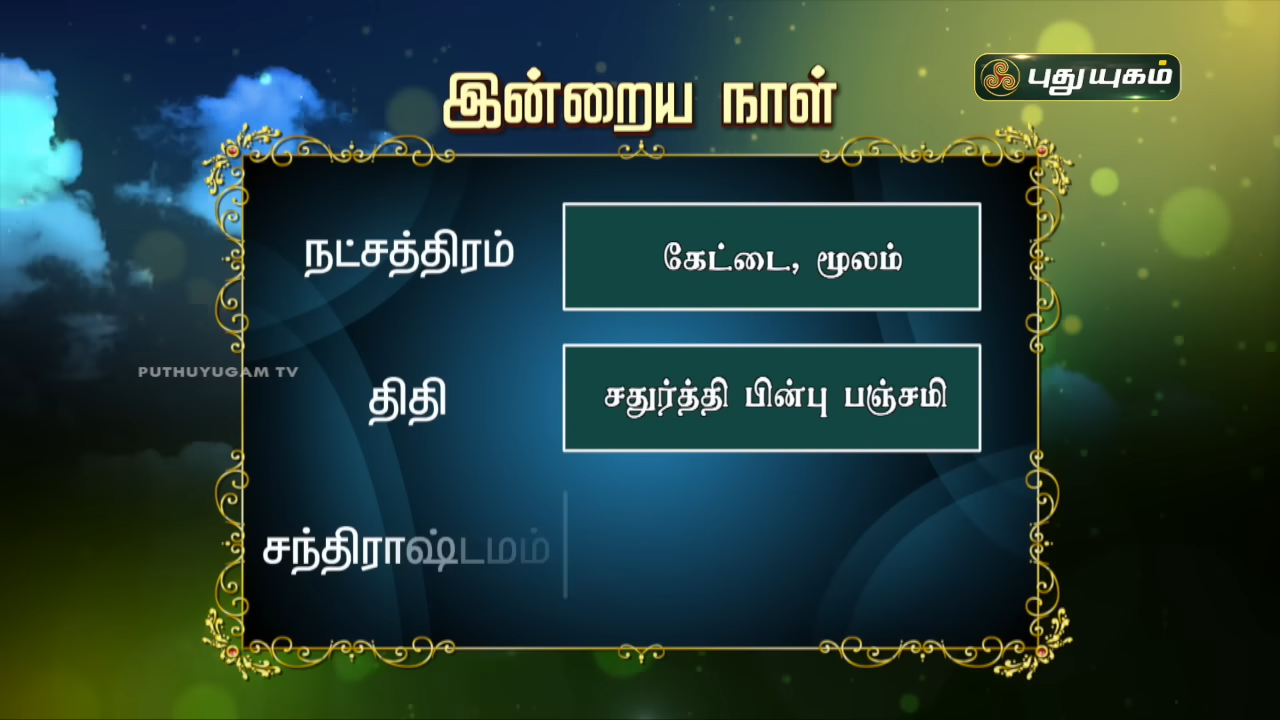 இன்றைய நாள்
புதுயுகம்
நட்சத்திரம்
கேட்டை, மூலம்
PUTHUYUGAM TV
திதி
சதுர்த்தி பின்பு பஞ்சமி
சந்திராஷ்டமம்